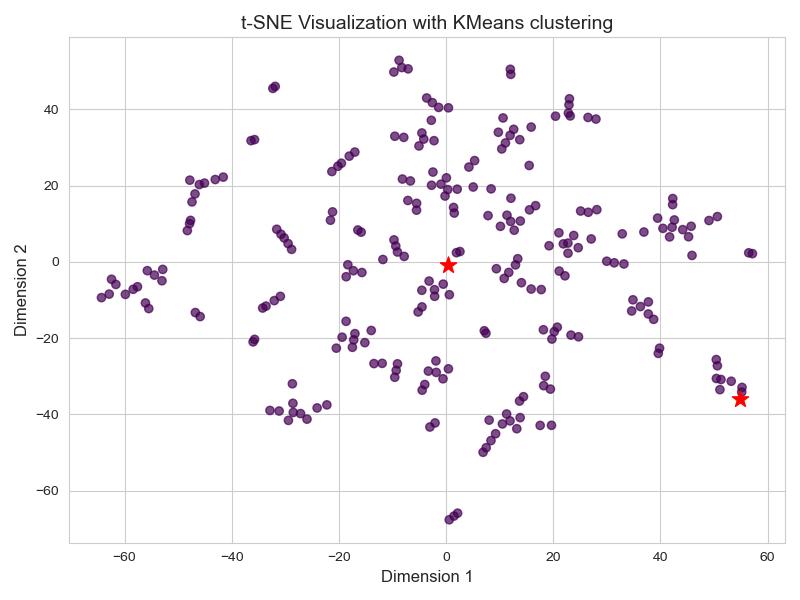 t-SNE Visualization with KMeans clustering
Dimension 2
40
20
0
−20
−40
−60
−60 −40 −20 0 20 40 60
Dimension 1